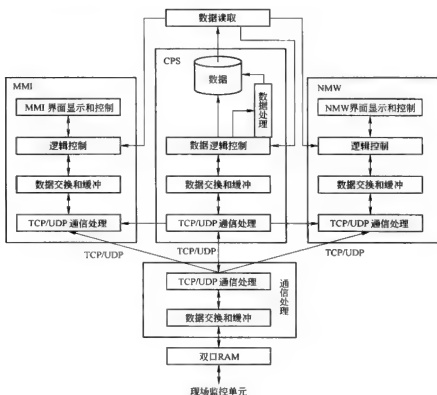 数据读取
MMI
MMI 界面显示和控制
逻辑控制
数据交换和缓冲
TCP/UDP 通信处理
CPS
数据
数据处理
数据逻辑控制
数据交换和缓冲
TCP/UDP 通信处理
NMW
NMW界面显示和控制
逻辑控制
数据交换和缓冲
TCP/UDP 通信处理
TCP/UDP
TCP/UDP
TCP/UDP
TCP/UDP 通信处理
数据交换和缓冲
通信处理
双口RAM
现场监控单元